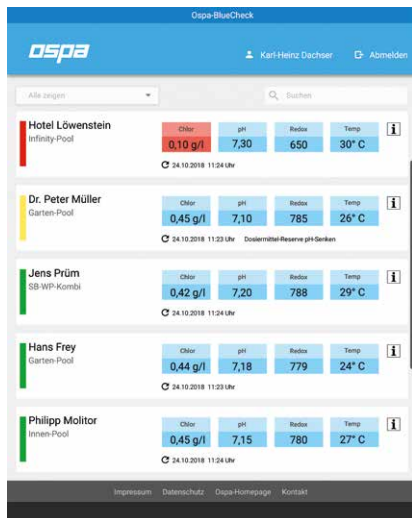 Ospa-BlueCheck
ospa
Karl-Heinz Dachser Abmelden
Alle zeigen Suchen
Hotel Löwenstein
Infinity-Pool
Chlor pH Redox Temp i
0,10 g/l 7,30 650 30° C
24.10.2018 11:24 Uhr
Dr. Peter Müller
Garten-Pool
Chlor pH Redox Temp i
0,45 g/l 7,10 785 26° C
24.10.2018 11:23 Uhr Dosiermittel-Reserve pH-Senken
Jens Prüm
SB-WP-Kombi
Chlor pH Redox Temp i
0,42 g/l 7,20 788 29° C
24.10.2018 11:24 Uhr
Hans Frey
Garten-Pool
Chlor pH Redox Temp i
0,44 g/l 7,18 779 24° C
24.10.2018 11:23 Uhr
Philipp Molitor
Innen-Pool
Chlor pH Redox Temp i
0,45 g/l 7,15 780 27° C
24.10.2018 11:24 Uhr
Impressum Datenschutz Ospa-Homepage Kontakt